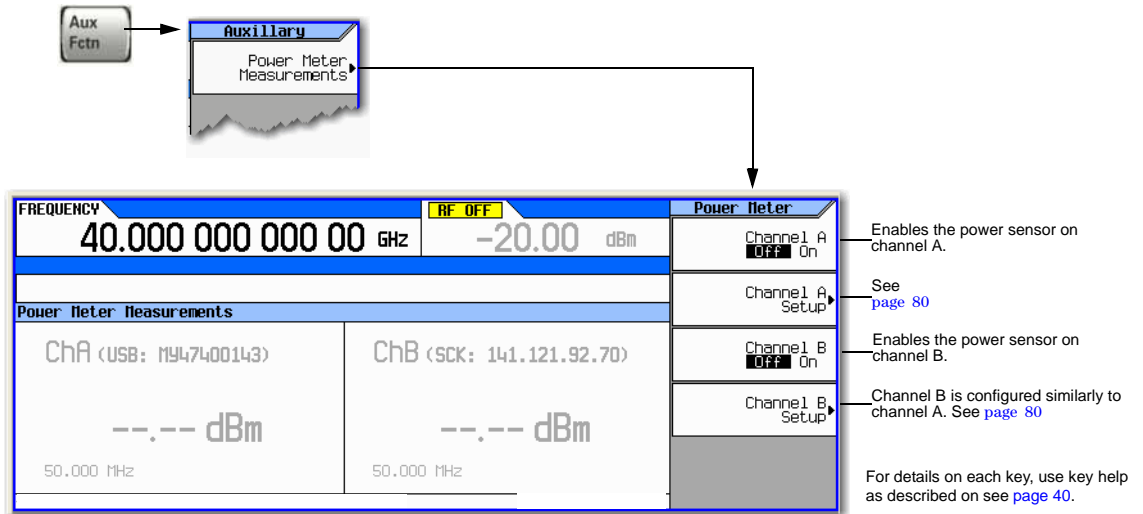 Aux
Fctn
Auxillary
Power Meter
Measurements
FREQUENCY
40.000 000 000 00 GHz
RF OFF
-20.00 dBm
Power Meter
Channel A
Off On
Enables the power sensor on
channel A.
Channel A
Setup
See
page 80
Power Meter Measurements
ChA (USB: MY47400143)
ChB (SCK: 141.121.92.70)
Channel B
Off On
Enables the power sensor on
channel B.
Channel B
Setup
Channel B is configured similarly to
channel A. See page 80
--.-- dBm
--.-- dBm
50.000 MHz
50.000 MHz
For details on each key, use key help
as described on see page 40.